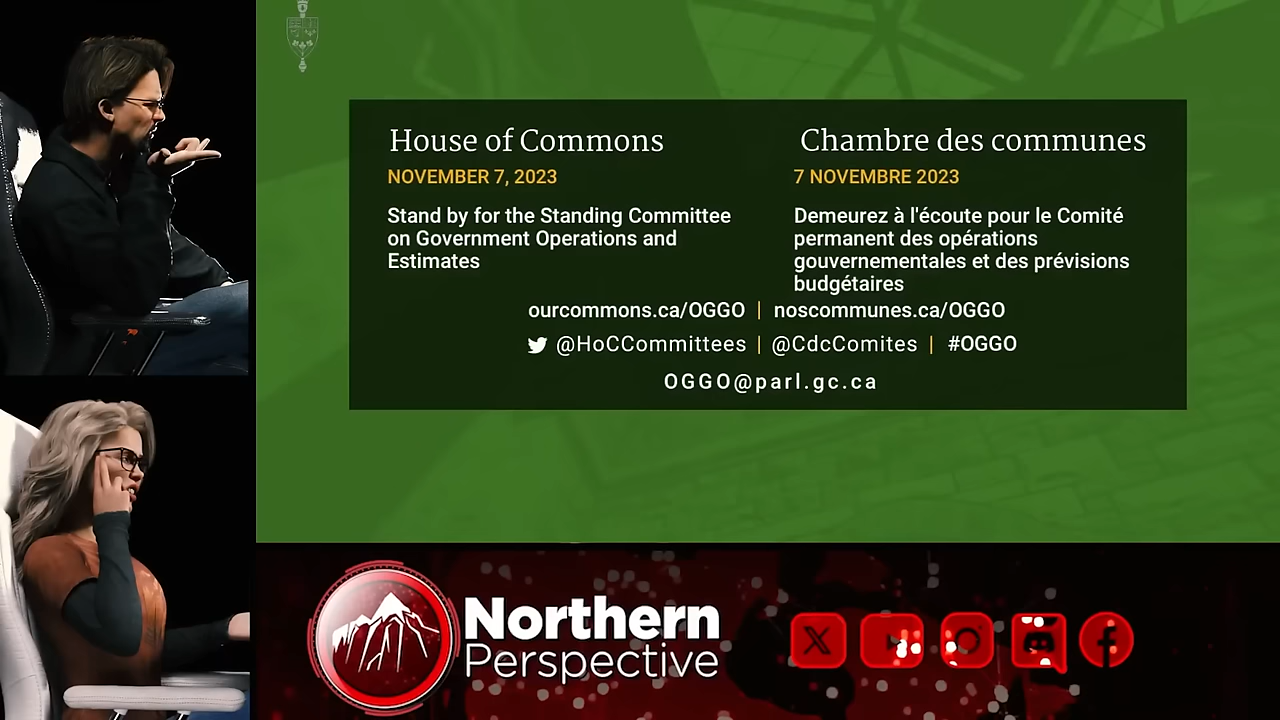 House of Commons
NOVEMBER 7, 2023
Stand by for the Standing Committee
on Government Operations and
Estimates
Chambre des communes
7 NOVEMBRE 2023
Demeurez à l'écoute pour le Comité
permanent des opérations
gouvernementales et des prévisions
budgétaires
ourcommons.ca/OGGO | noscommunes.ca/OGGO
@HoCCommittees | @CdcComites | #OGGO
OGGO@parl.gc.ca
Northern
Perspective